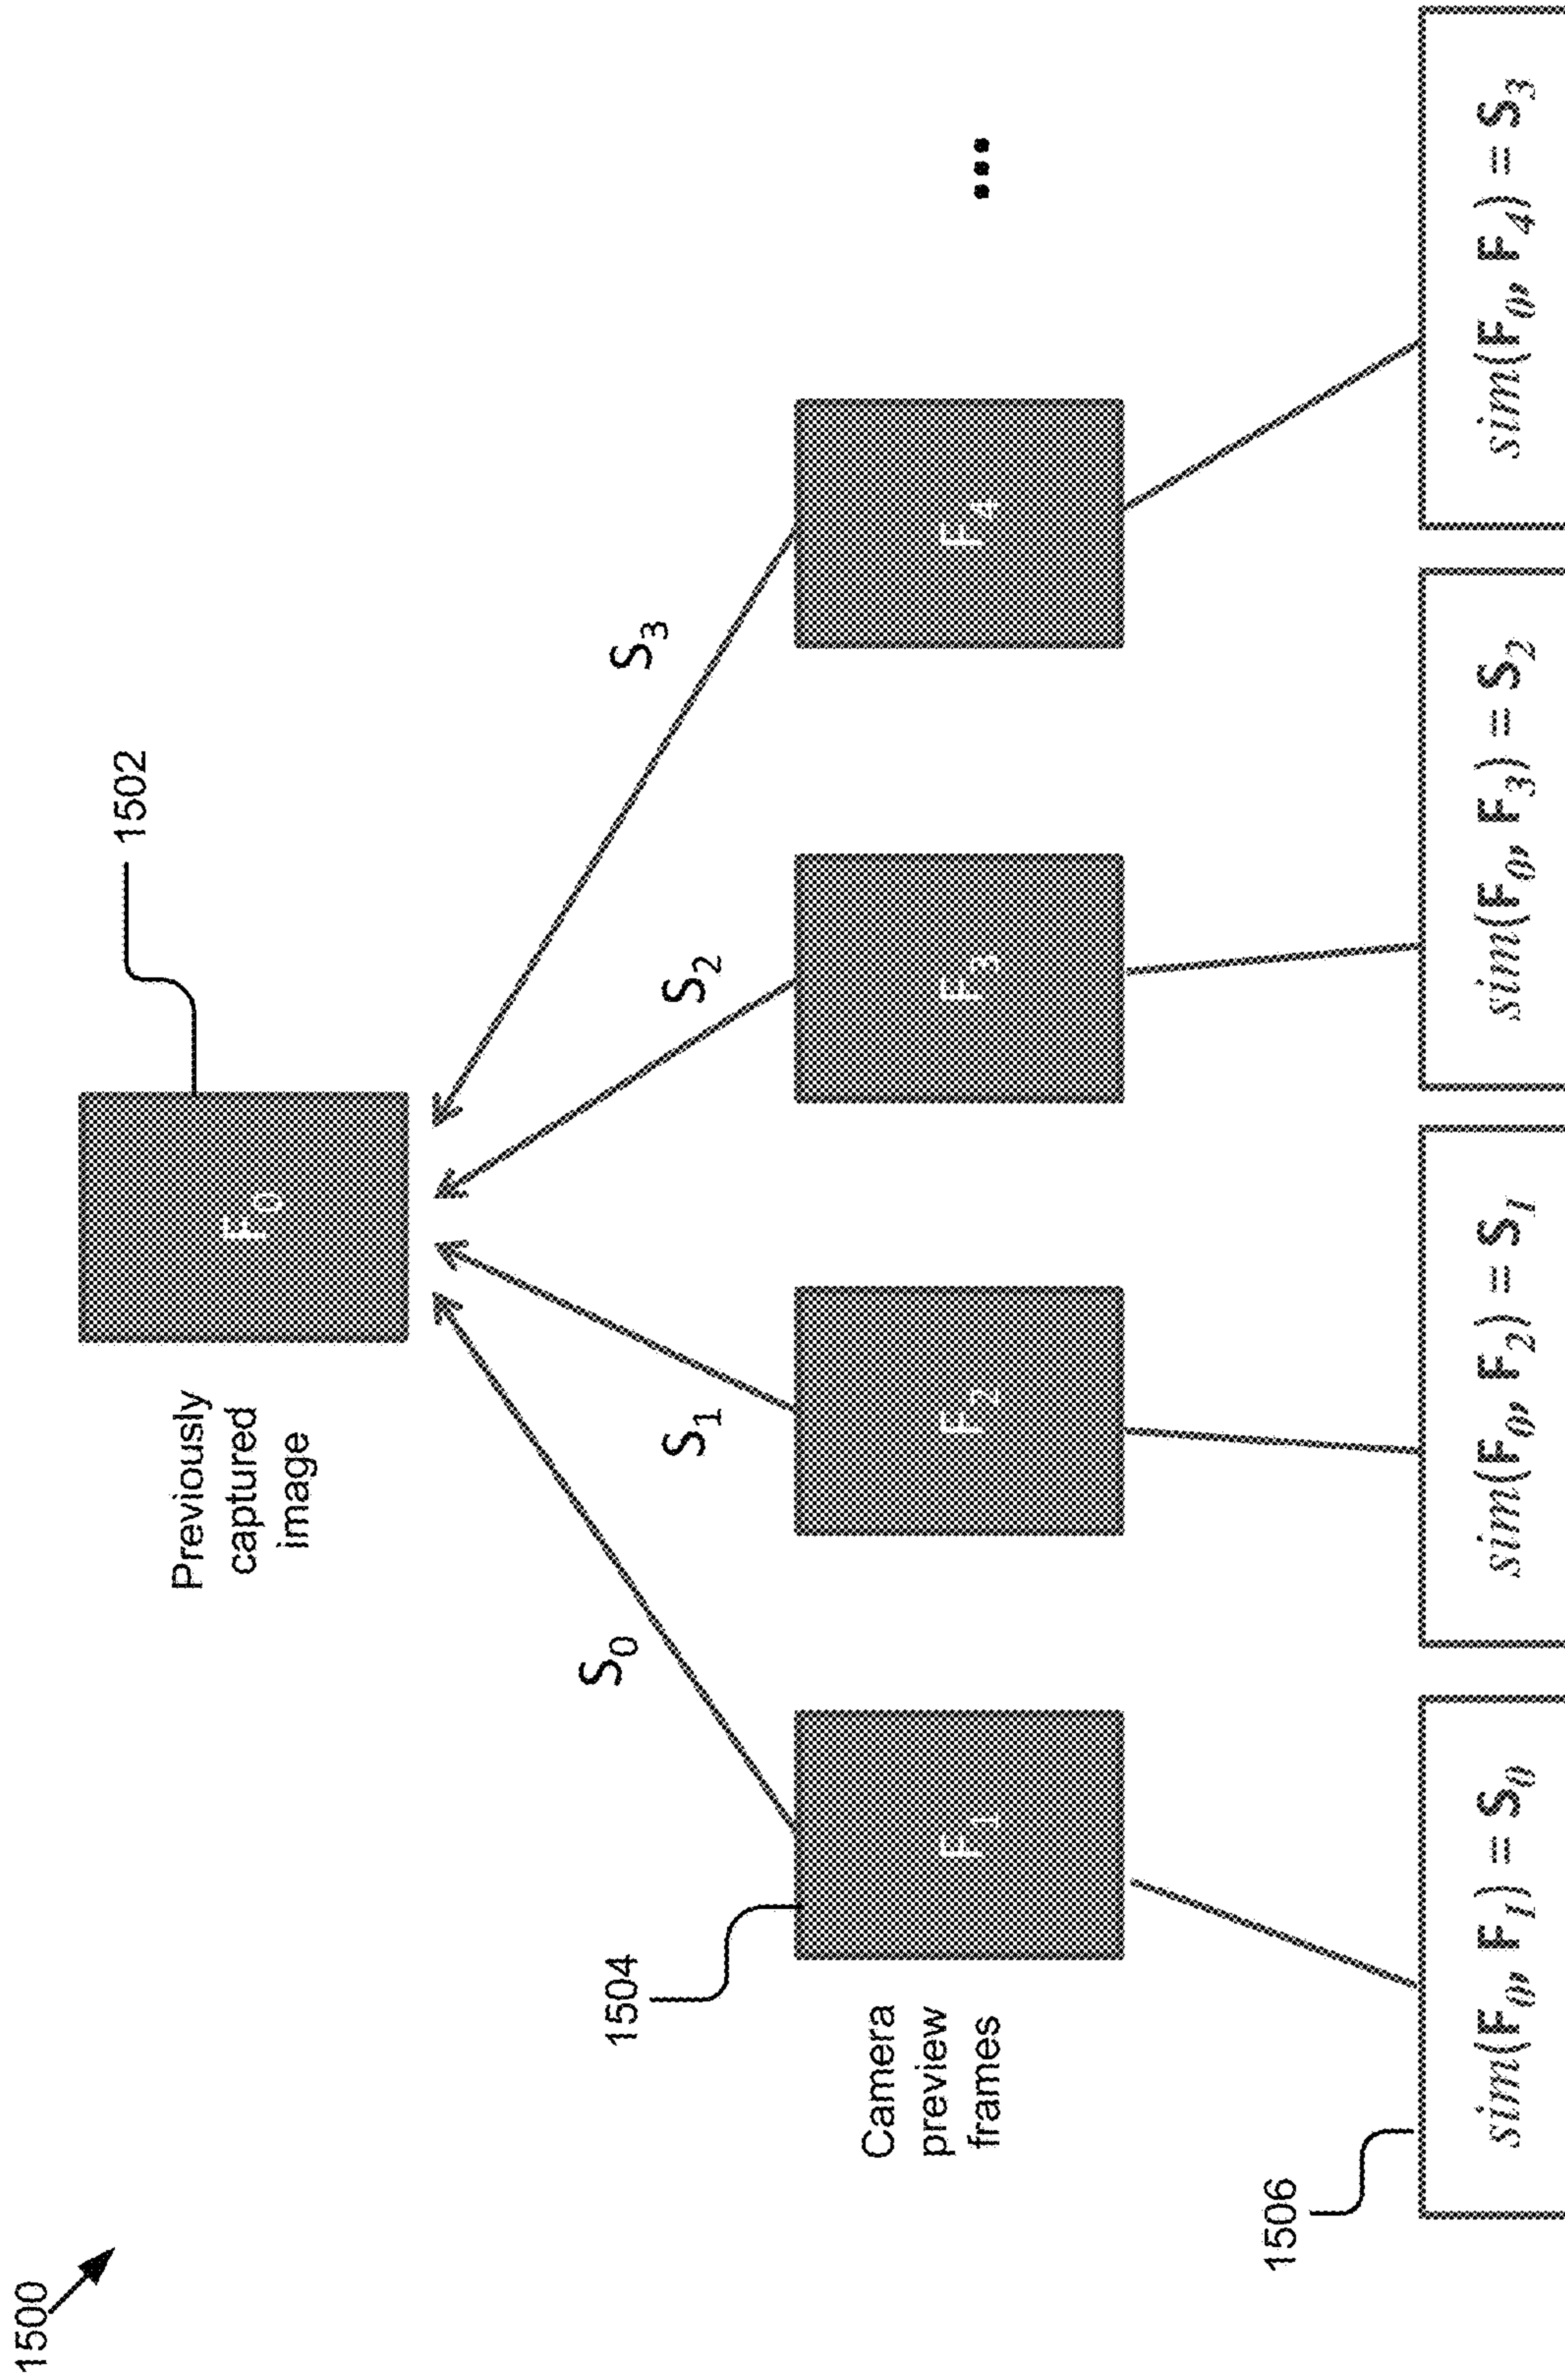 1500
1502
Previously
captured
image
F₀
S₀
S₁
S₂
S₃
1504
Camera
preview
frames
F₁
F₂
F₃
F₄
....
1506
sim(F₀, F₁) = S₀
sim(F₀, F₂) = S₁
sim(F₀, F₃) = S₂
sim(F₀, F₄) = S₃